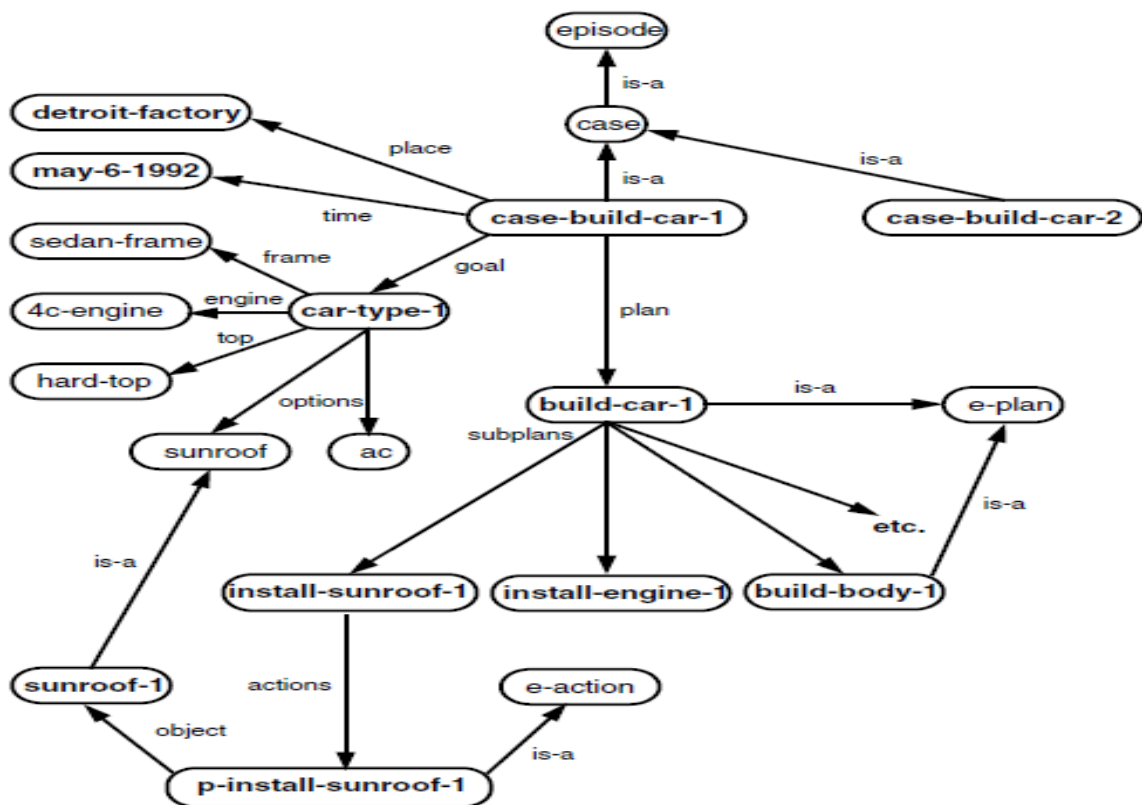 episode
is-a
detroit-factory
case
place
is-a
may-6-1992
is-a
time
case-build-car-1
case-build-car-2
sedan-frame
frame
goal
engine
4c-engine
car-type-1
plan
top
hard-top
options
build-car-1
is-a
e-plan
subplans
sunroof
ac
is-a
etc.
is-a
install-sunroof-1
install-engine-1
build-body-1
sunroof-1
actions
e-action
object
is-a
p-install-sunroof-1